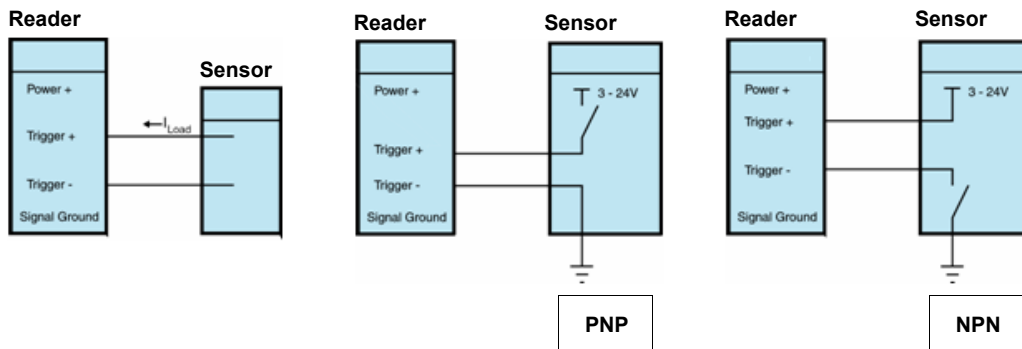 Reader
Sensor
Power +
Trigger +
Trigger -
Signal Ground
I Load
Reader
Sensor
Power +
Trigger +
Trigger -
Signal Ground
3 - 24V
PNP
Reader
Sensor
Power +
Trigger +
Trigger -
Signal Ground
3 - 24V
NPN